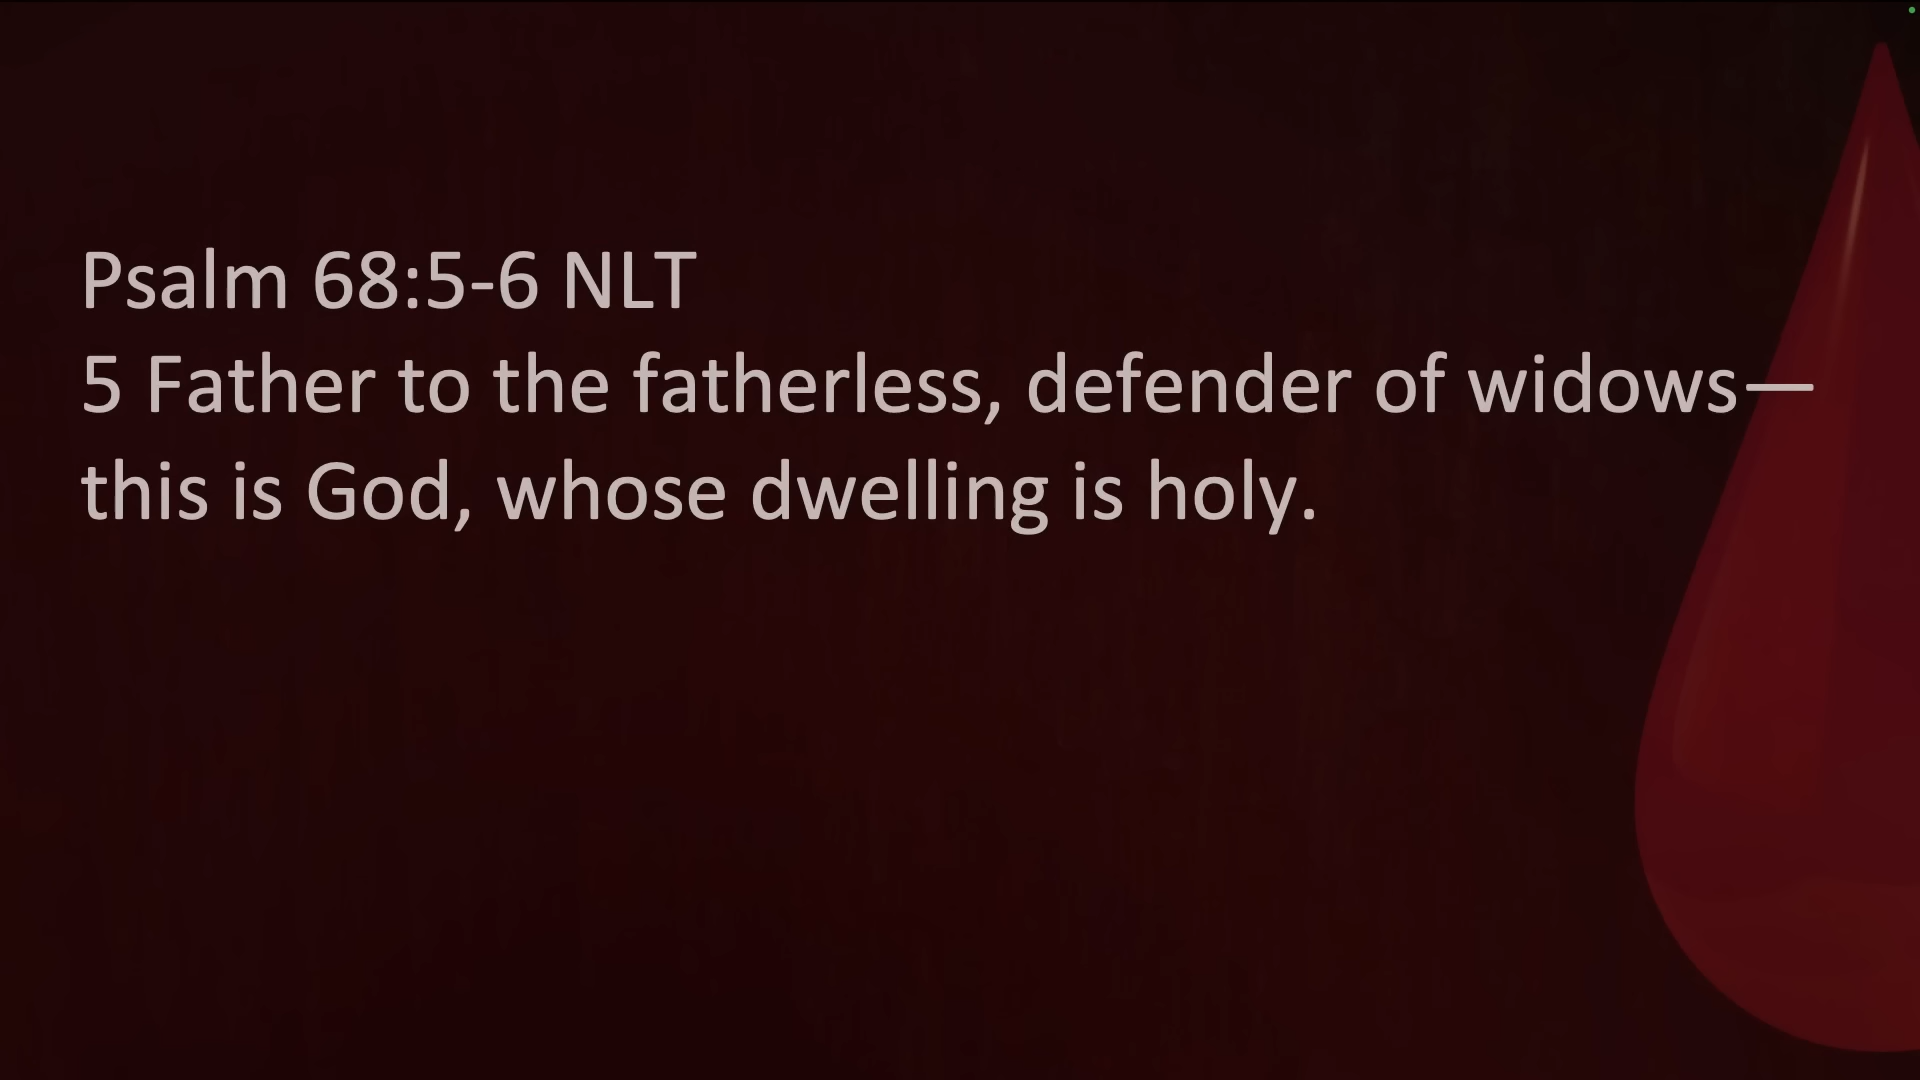 Psalm 68:5-6 NLT
5 Father to the fatherless, defender of widows—
this is God, whose dwelling is holy.